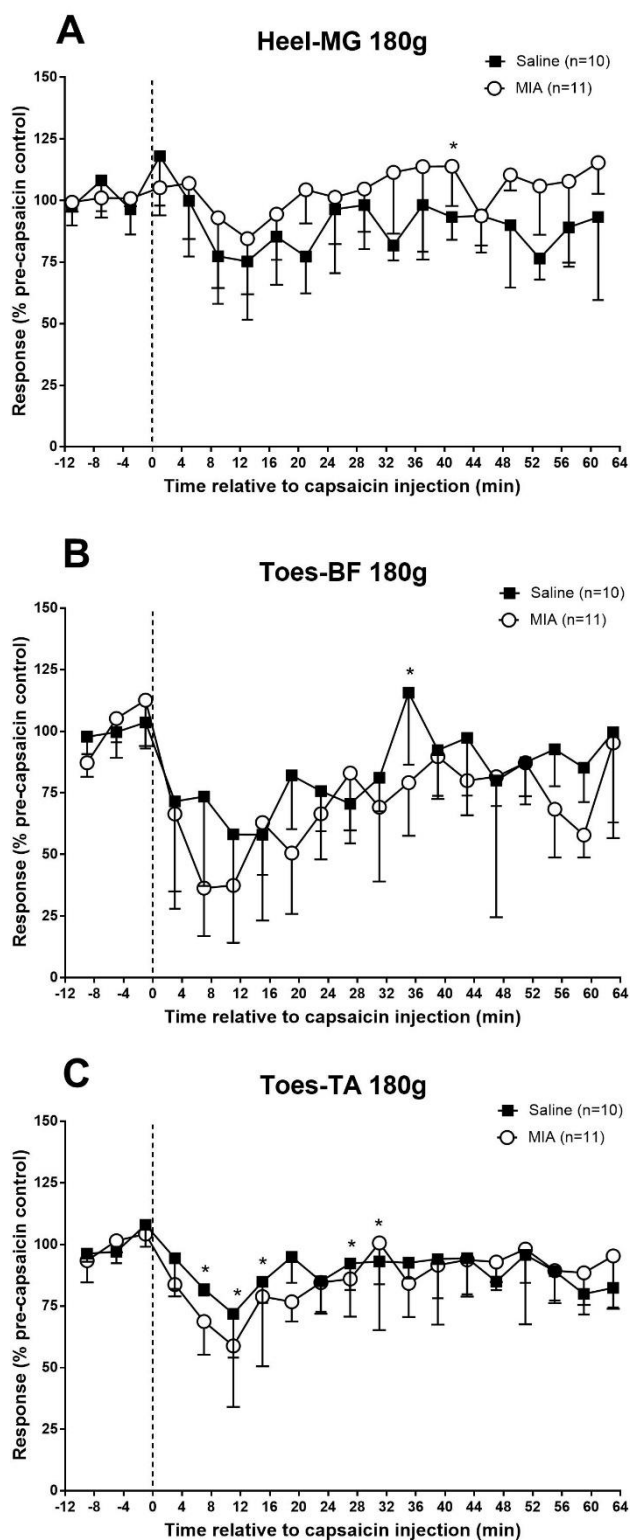 A
Heel-MG 180g
Saline (n=10)
MIA (n=11)
Response (% pre-capsaicin control)
150
125
100
75
50
25
0
*
-12 -8 -4 0 4 8 12 16 20 24 28 32 36 40 44 48 52 56 60 64
Time relative to capsaicin injection (min)
B
Toes-BF 180g
Saline (n=10)
MIA (n=11)
Response (% pre-capsaicin control)
150
125
100
75
50
25
0
*
-12 -8 -4 0 4 8 12 16 20 24 28 32 36 40 44 48 52 56 60 64
Time relative to capsaicin injection (min)
C
Toes-TA 180g
Saline (n=10)
MIA (n=11)
Response (% pre-capsaicin control)
150
125
100
75
50
25
0
* * * * *
-12 -8 -4 0 4 8 12 16 20 24 28 32 36 40 44 48 52 56 60 64
Time relative to capsaicin injection (min)